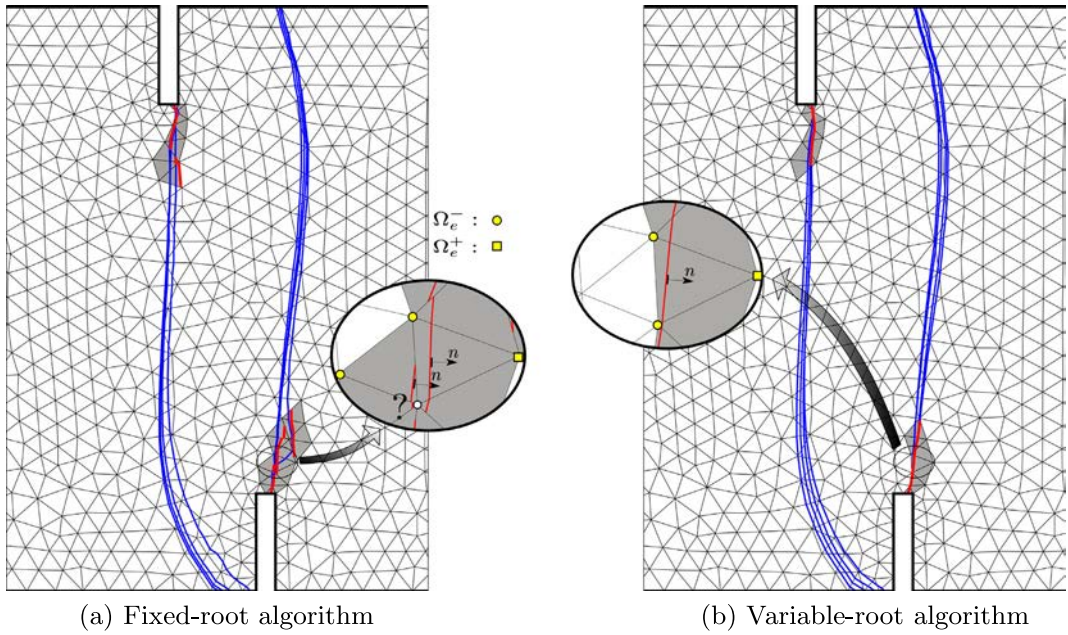 Ω_e^- :
Ω_e^+ :
n
n
?
n
(a) Fixed-root algorithm
(b) Variable-root algorithm